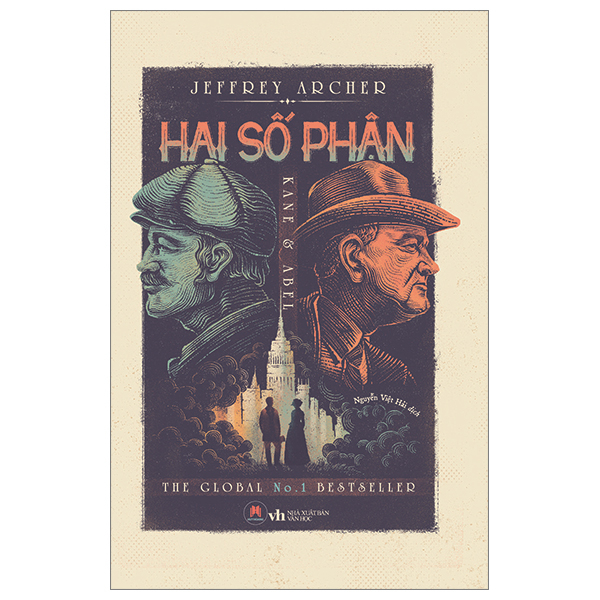 JEFFREY ARCHER
HAI SỐ PHẬN
KANE & ABEL
Nguyễn Việt Hải dịch
THE GLOBAL No.1 BESTSELLER
vh NHÀ XUẤT BẢN
VĂN HỌC